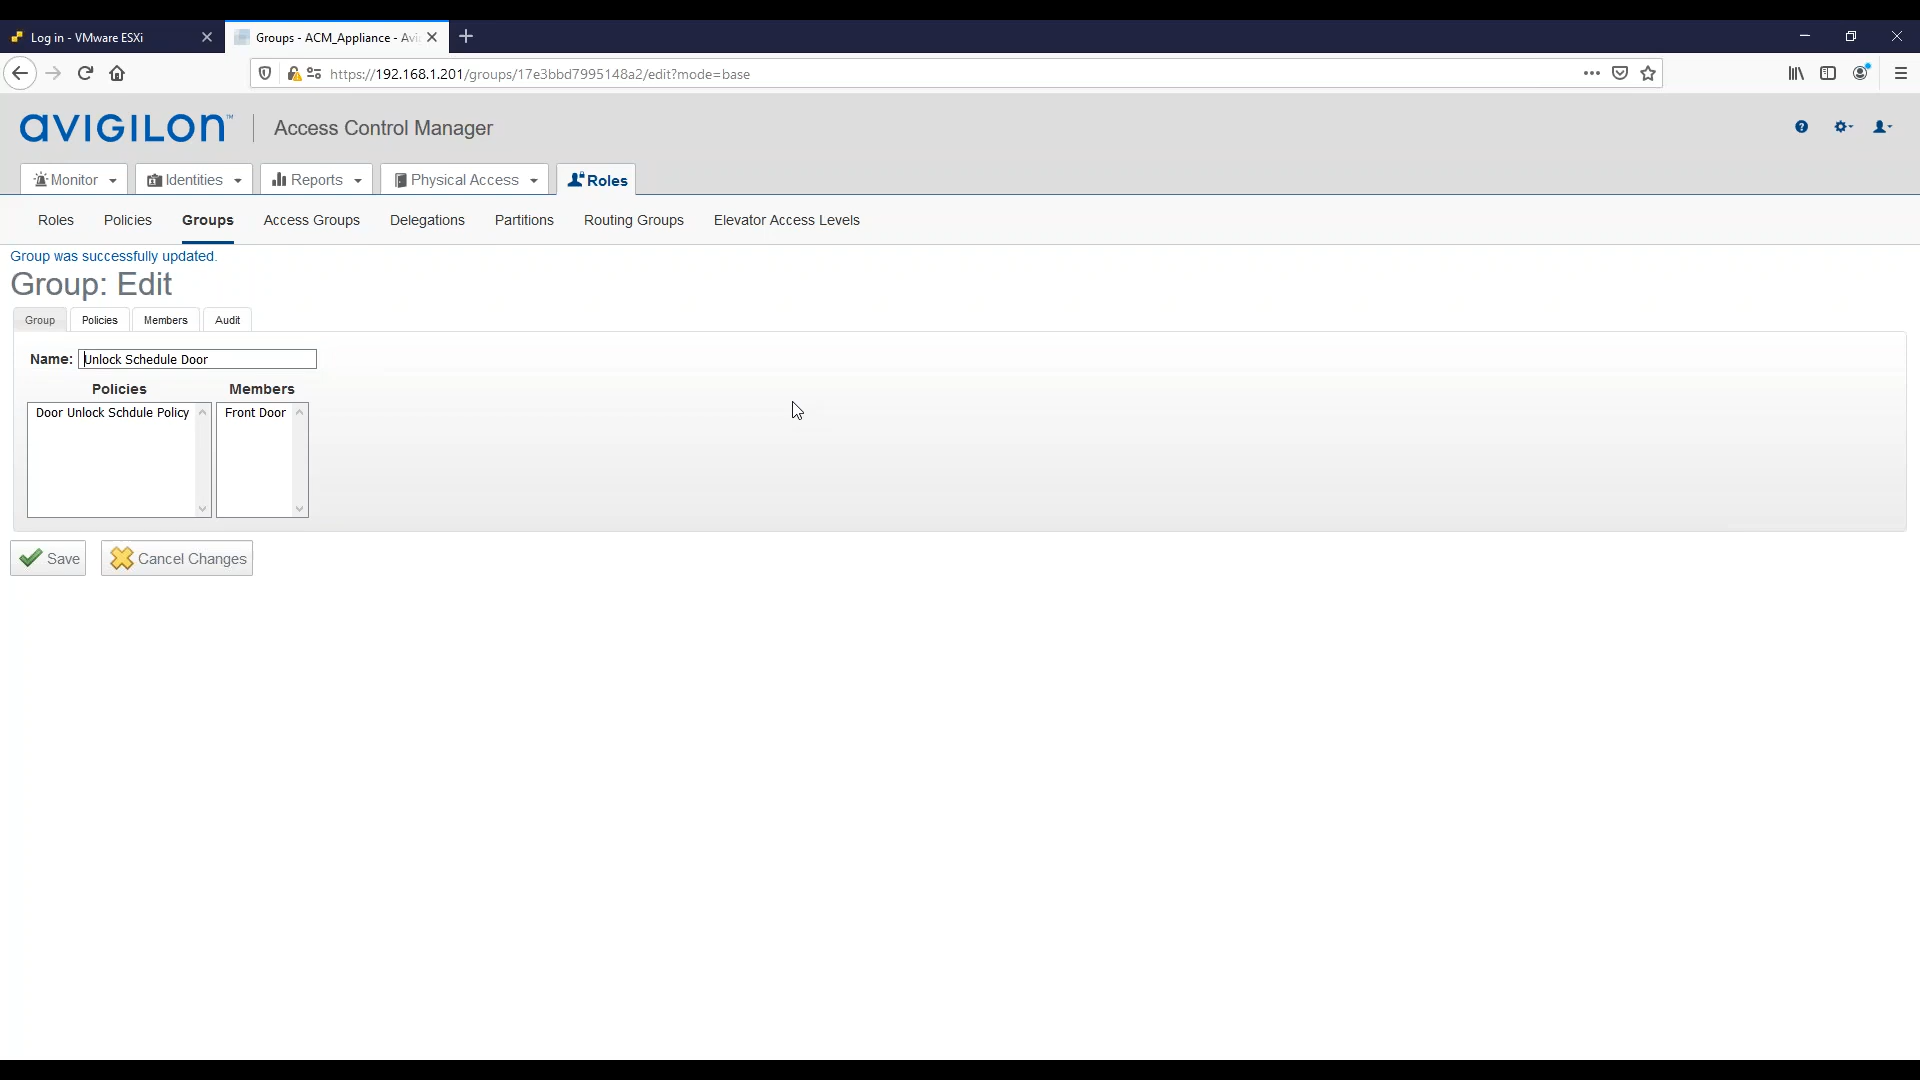 Log in - VMware ESXi
Groups - ACM_Appliance - Avi
https://192.168.1.201/groups/17e3bbd7995148a2/edit?mode=base
AVIGILON™ Access Control Manager
Monitor Identities Reports Physical Access Roles
Roles Policies Groups Access Groups Delegations Partitions Routing Groups Elevator Access Levels
Group was successfully updated.
Group: Edit
Group Policies Members Audit
Name: Unlock Schedule Door
Policies Members
Door Unlock Schdule Policy Front Door
Save Cancel Changes